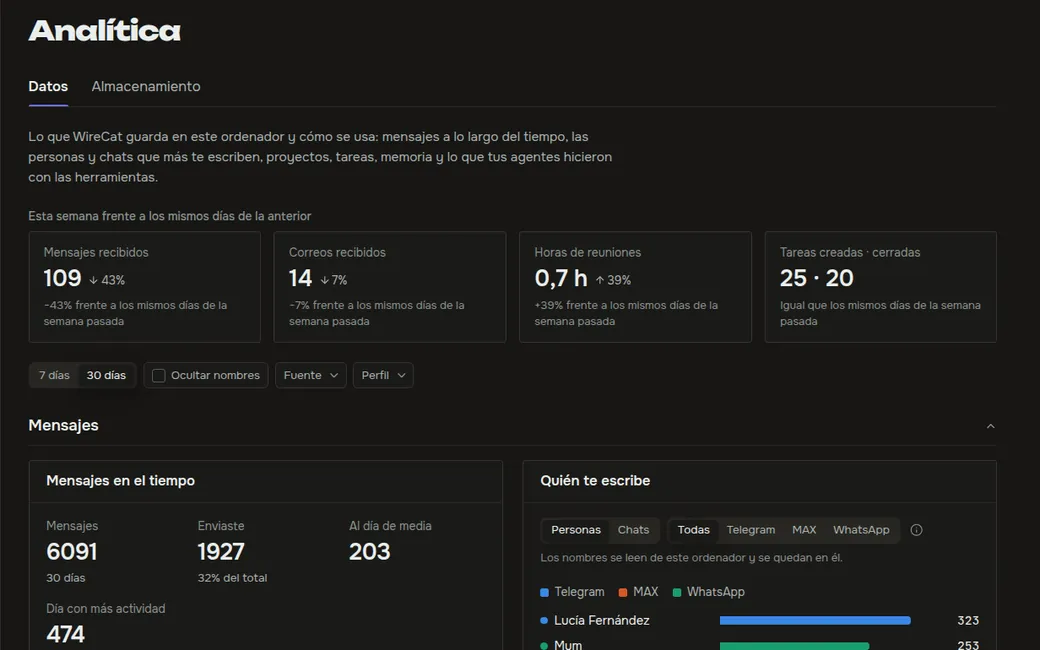 Analítica
Datos Almacenamiento
Lo que WireCat guarda en este ordenador y cómo se usa: mensajes a lo largo del tiempo, las
personas y chats que más te escriben, proyectos, tareas, memoria y lo que tus agentes hicieron
con las herramientas.
Esta semana frente a los mismos días de la anterior
Mensajes recibidos
109 ↓ 43%
−43% frente a los mismos días de la
semana pasada
Correos recibidos
14 ↓ 7%
−7% frente a los mismos días de la
semana pasada
Horas de reuniones
0,7 h ↑ 39%
+39% frente a los mismos días de la
semana pasada
Tareas creadas · cerradas
25 · 20
Igual que los mismos días de la semana
pasada
7 días 30 días Ocultar nombres Fuente Perfil
Mensajes
Mensajes en el tiempo
Mensajes
6091
30 días
Enviaste
1927
32% del total
Al día de media
203
Día con más actividad
474
Quién te escribe
Personas Chats Todas Telegram MAX WhatsApp
Los nombres se leen de este ordenador y se quedan en él.
Telegram MAX WhatsApp
Lucía Fernández 323
Mum 253